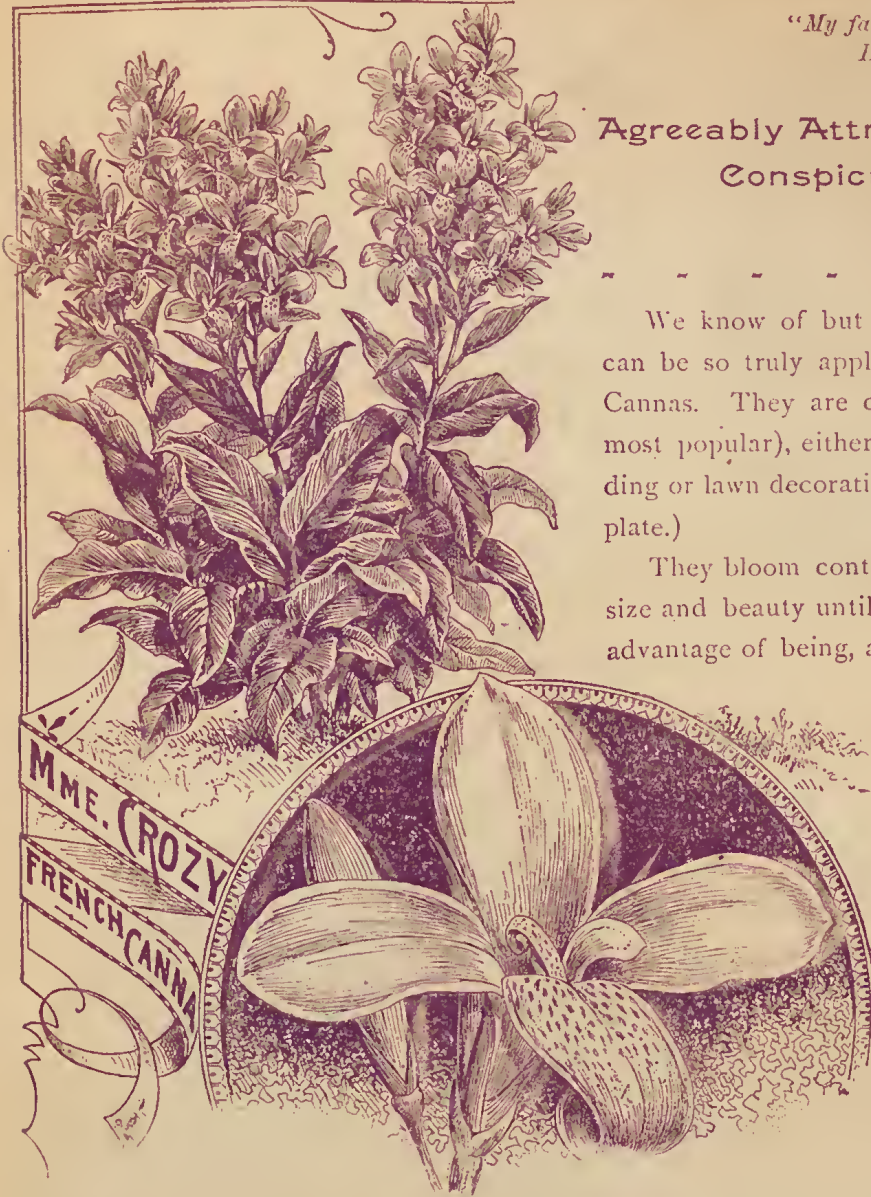 "My fa
Agreeably Attr
Conspic
We know of but
can be so truly appl
Cannas. They are c
most popular), either
ding or lawn decorati
plate.)
They bloom cont
size and beauty until
advantage of being, a
MME. CROZY
FRENCH CANNA